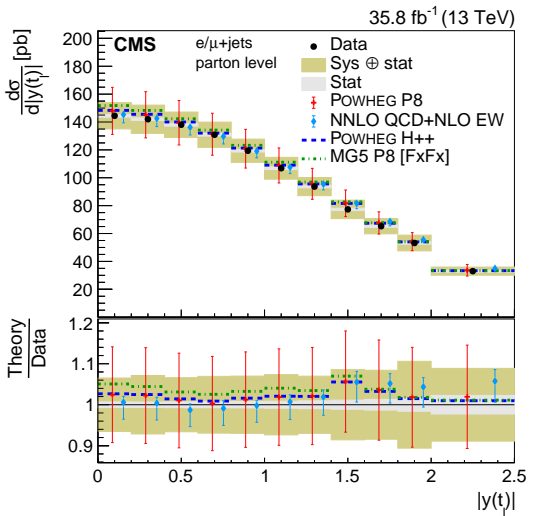 35.8 fb⁻¹ (13 TeV)
CMS
e/μ+jets
parton level
Data
Sys ⊕ stat
Stat
POWHEG P8
NNLO QCD+NLO EW
POWHEG H++
MG5 P8 [FxFx]
dσ/d|y(tₗ)| [pb]
200
180
160
140
120
100
80
60
40
20
Theory/Data
1.2
1.1
1
0.9
0 0.5 1 1.5 2 2.5
|y(tₗ)|